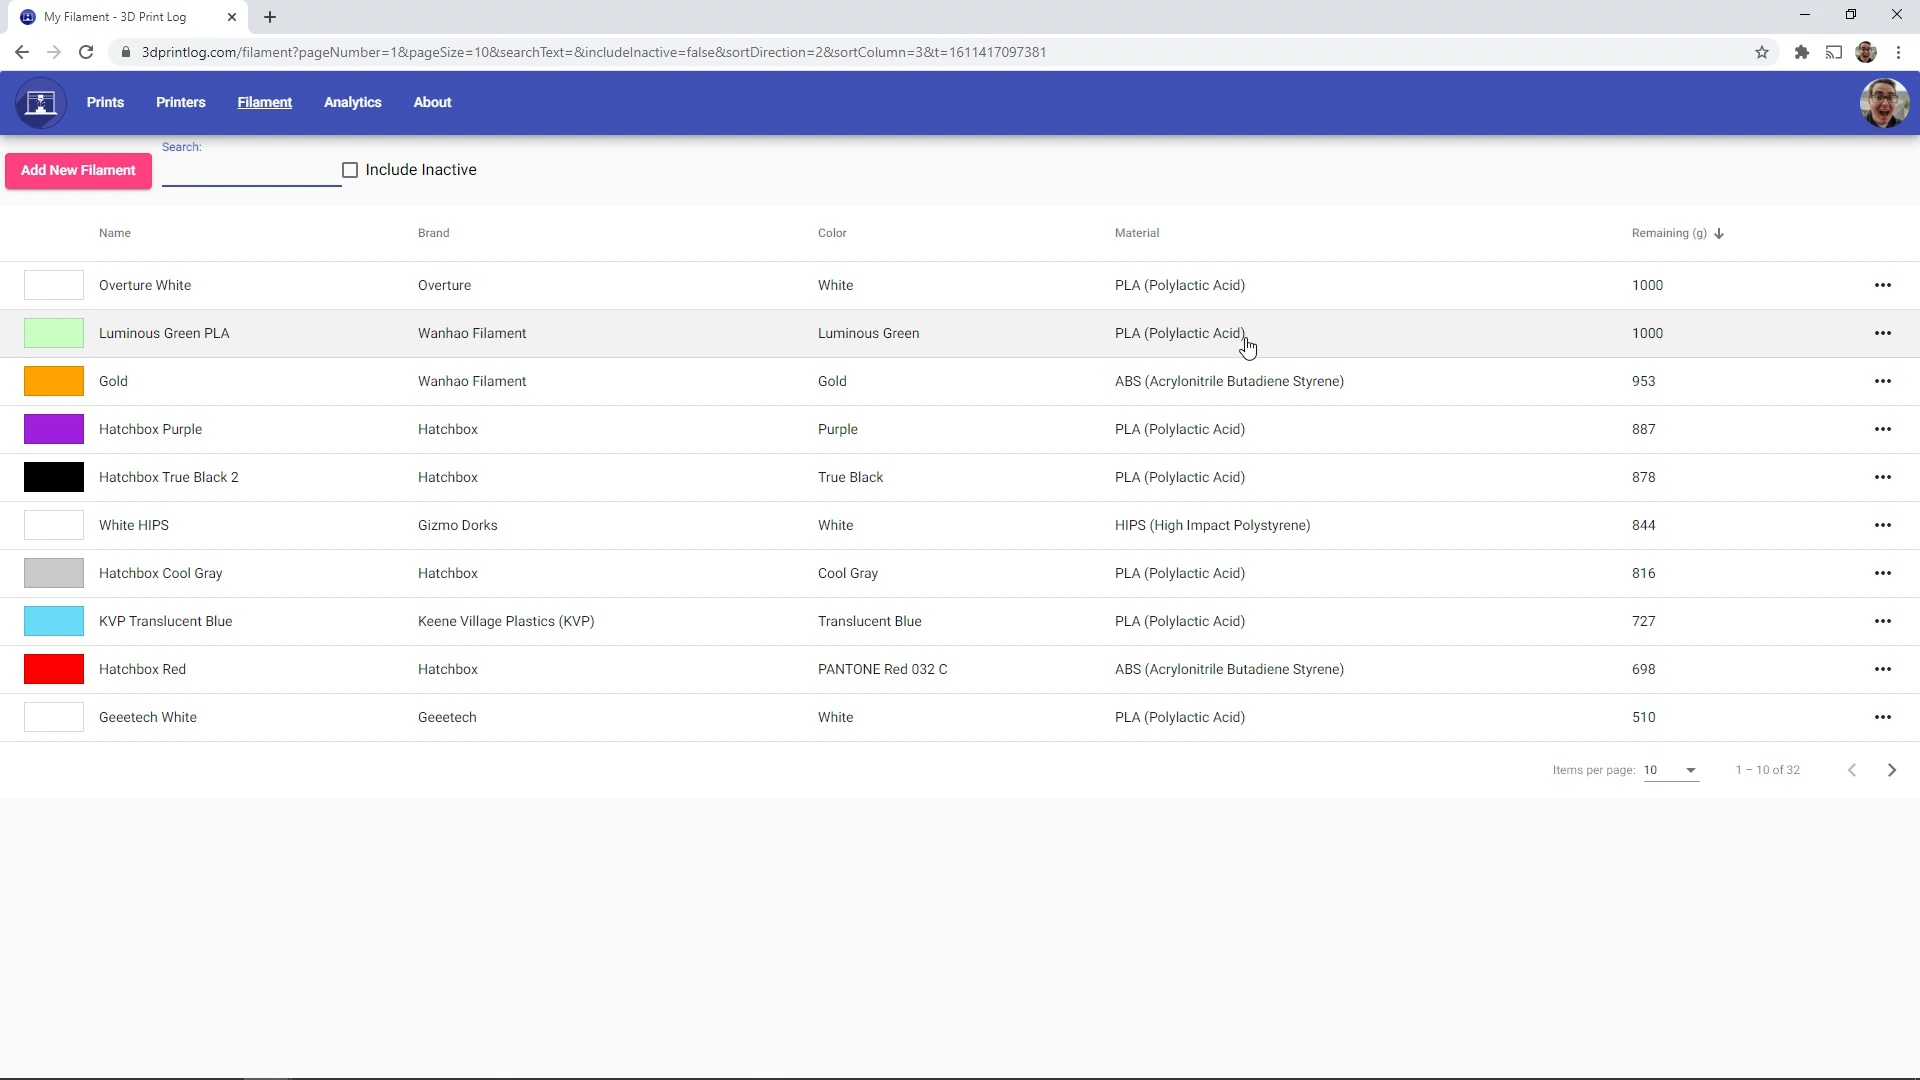 My Filament - 3D Print Log
3dprintlog.com/filament?pageNumber=1&pageSize=10&searchText=&includeInactive=false&sortDirection=2&sortColumn=3&t=1611417097381
Prints Printers Filament Analytics About
Search:
Add New Filament Include Inactive
Name Brand Color Material Remaining (g)
Overture White Overture White PLA (Polylactic Acid) 1000
Luminous Green PLA Wanhao Filament Luminous Green PLA (Polylactic Acid) 1000
Gold Wanhao Filament Gold ABS (Acrylonitrile Butadiene Styrene) 953
Hatchbox Purple Hatchbox Purple PLA (Polylactic Acid) 887
Hatchbox True Black 2 Hatchbox True Black PLA (Polylactic Acid) 878
White HIPS Gizmo Dorks White HIPS (High Impact Polystyrene) 844
Hatchbox Cool Gray Hatchbox Cool Gray PLA (Polylactic Acid) 816
KVP Translucent Blue Keene Village Plastics (KVP) Translucent Blue PLA (Polylactic Acid) 727
Hatchbox Red Hatchbox PANTONE Red 032 C ABS (Acrylonitrile Butadiene Styrene) 698
Geeetech White Geeetech White PLA (Polylactic Acid) 510
Items per page: 10 1 – 10 of 32